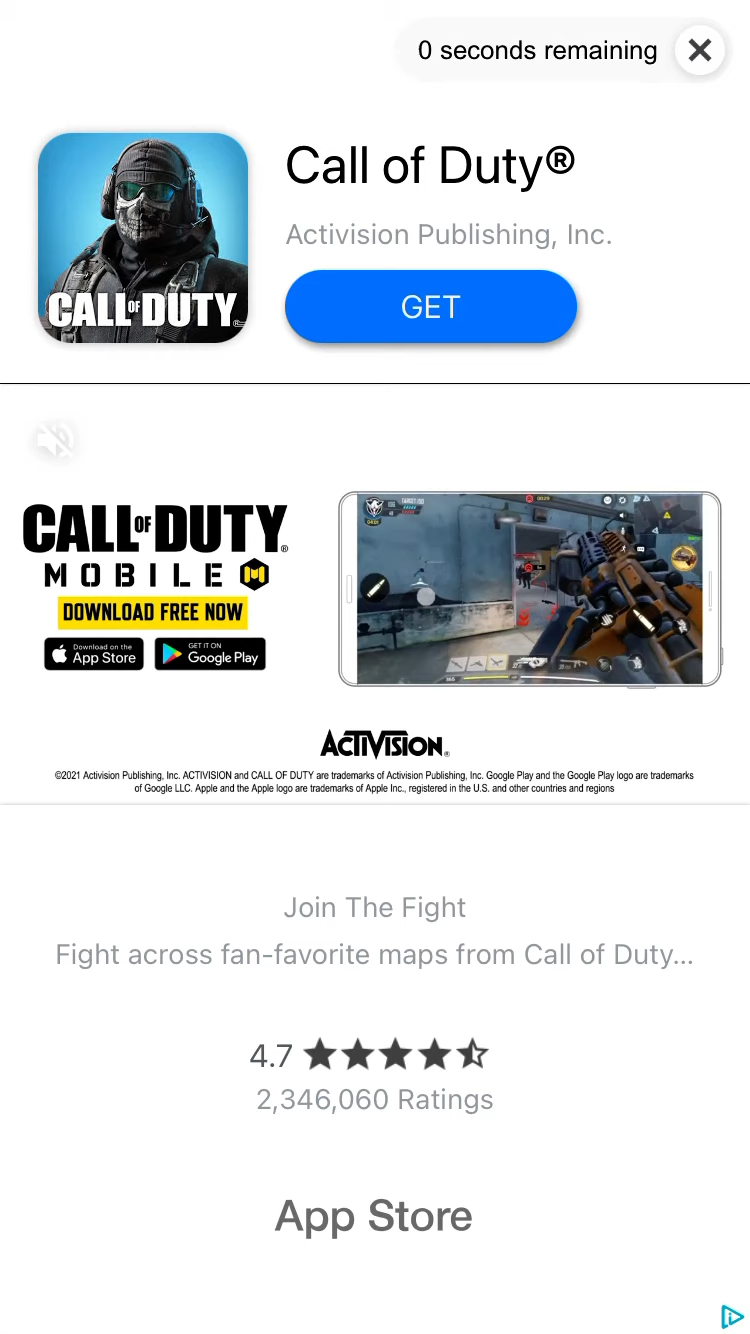 0 seconds remaining
Call of Duty®
Activision Publishing, Inc.
CALL OF DUTY®
GET
CALL OF DUTY®
MOBILE
DOWNLOAD FREE NOW
Download on the
App Store
GET IT ON
Google Play
ACTIVISION®
©2021 Activision Publishing, Inc. ACTIVISION and CALL OF DUTY are trademarks of Activision Publishing, Inc. Google Play and the Google Play logo are trademarks
of Google LLC. Apple and the Apple logo are trademarks of Apple Inc., registered in the U.S. and other countries and regions
Join The Fight
Fight across fan-favorite maps from Call of Duty...
4.7
2,346,060 Ratings
App Store